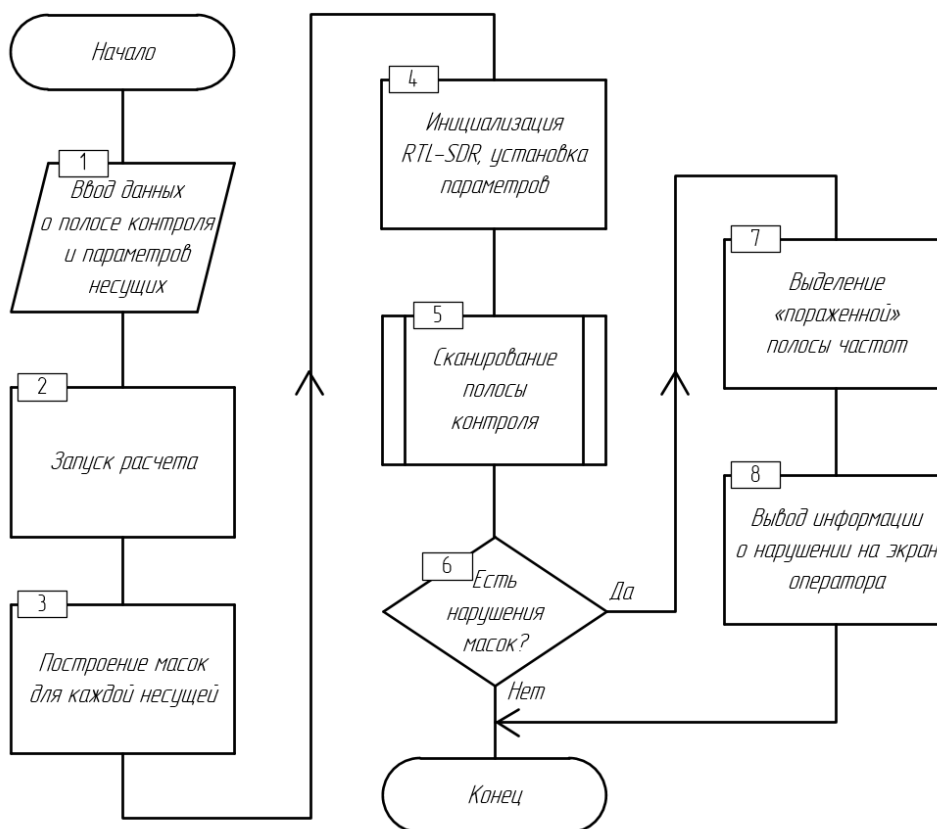 Начало
1
Ввод данных
о полосе контроля
и параметров
несущих
2
Запуск расчета
3
Построение масок
для каждой несущей
4
Инициализация
RTL-SDR, установка
параметров
5
Сканирование
полосы
контроля
6
Есть
нарушения
масок?
Да
Нет
7
Выделение
«пораженной»
полосы частот
8
Вывод информации
о нарушении на экран
оператора
Конец